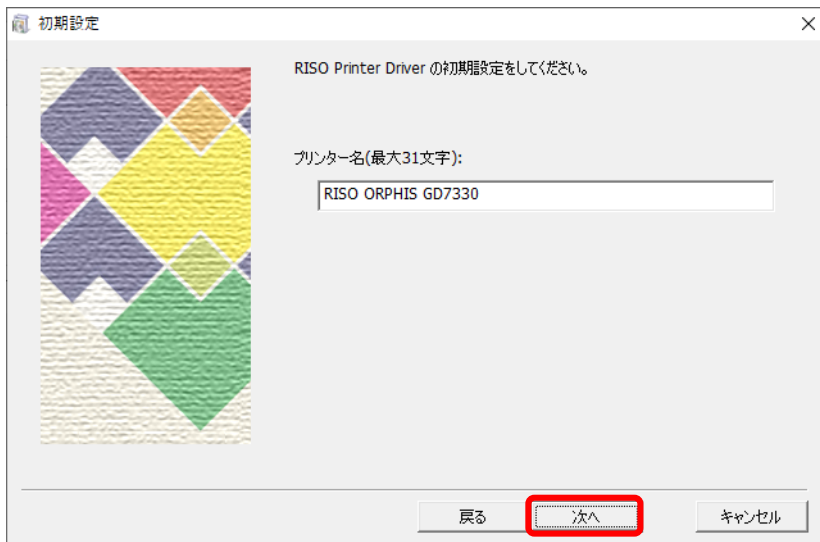 初期設定
RISO Printer Driver の初期設定をしてください。
プリンター名(最大31文字):
RISO ORPHIS GD7330
戻る
次へ
キャンセル